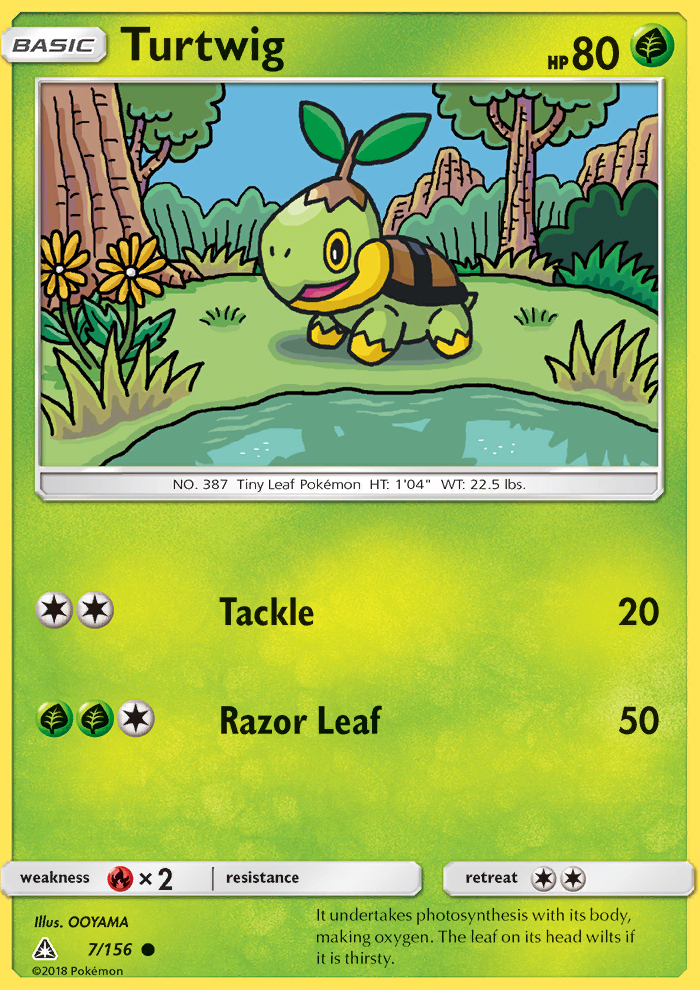 BASIC Turtwig HP 80
NO. 387 Tiny Leaf Pokémon HT: 1'04" WT: 22.5 lbs.
Tackle 20
Razor Leaf 50
weakness × 2 resistance retreat
Illus. OOYAMA
7/156
©2018 Pokémon
It undertakes photosynthesis with its body,
making oxygen. The leaf on its head wilts if
it is thirsty.